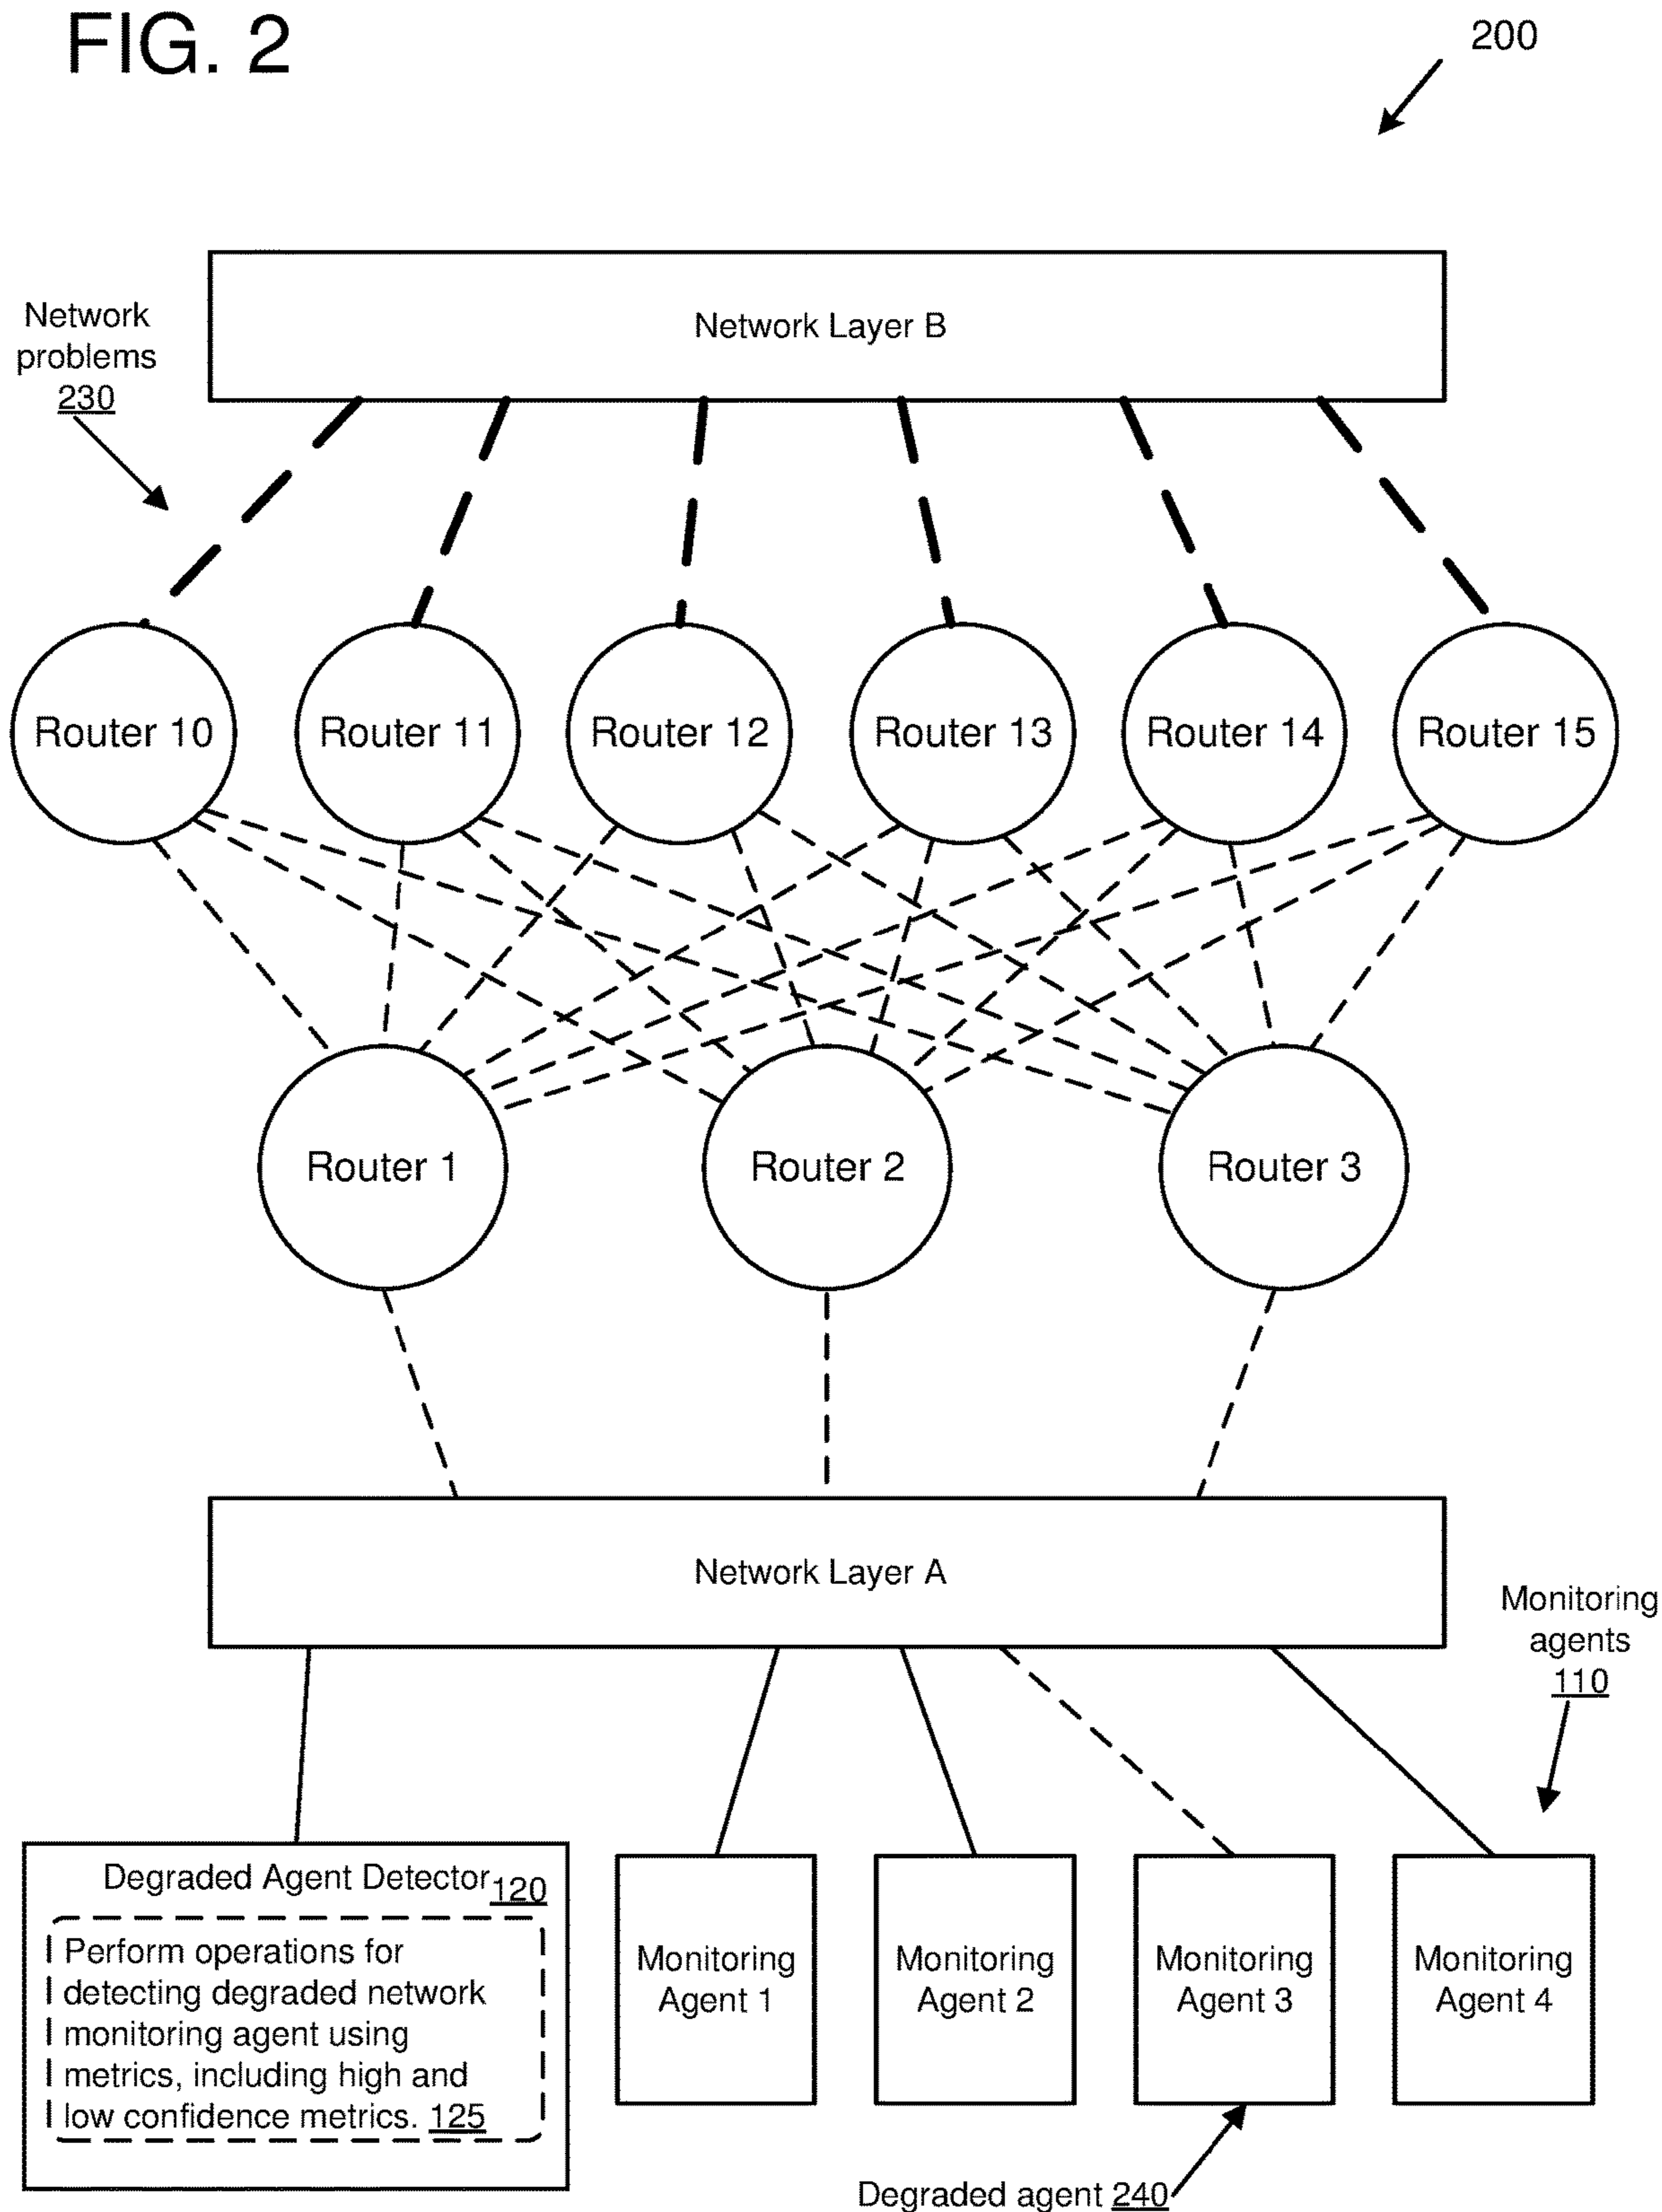 FIG. 2
200
Network Layer B
Network
problems
230
Router 10
Router 11
Router 12
Router 13
Router 14
Router 15
Router 1
Router 2
Router 3
Network Layer A
Monitoring
agents
110
Degraded Agent Detector 120
Perform operations for
detecting degraded network
monitoring agent using
metrics, including high and
low confidence metrics. 125
Monitoring
Agent 1
Monitoring
Agent 2
Monitoring
Agent 3
Monitoring
Agent 4
Degraded agent 240